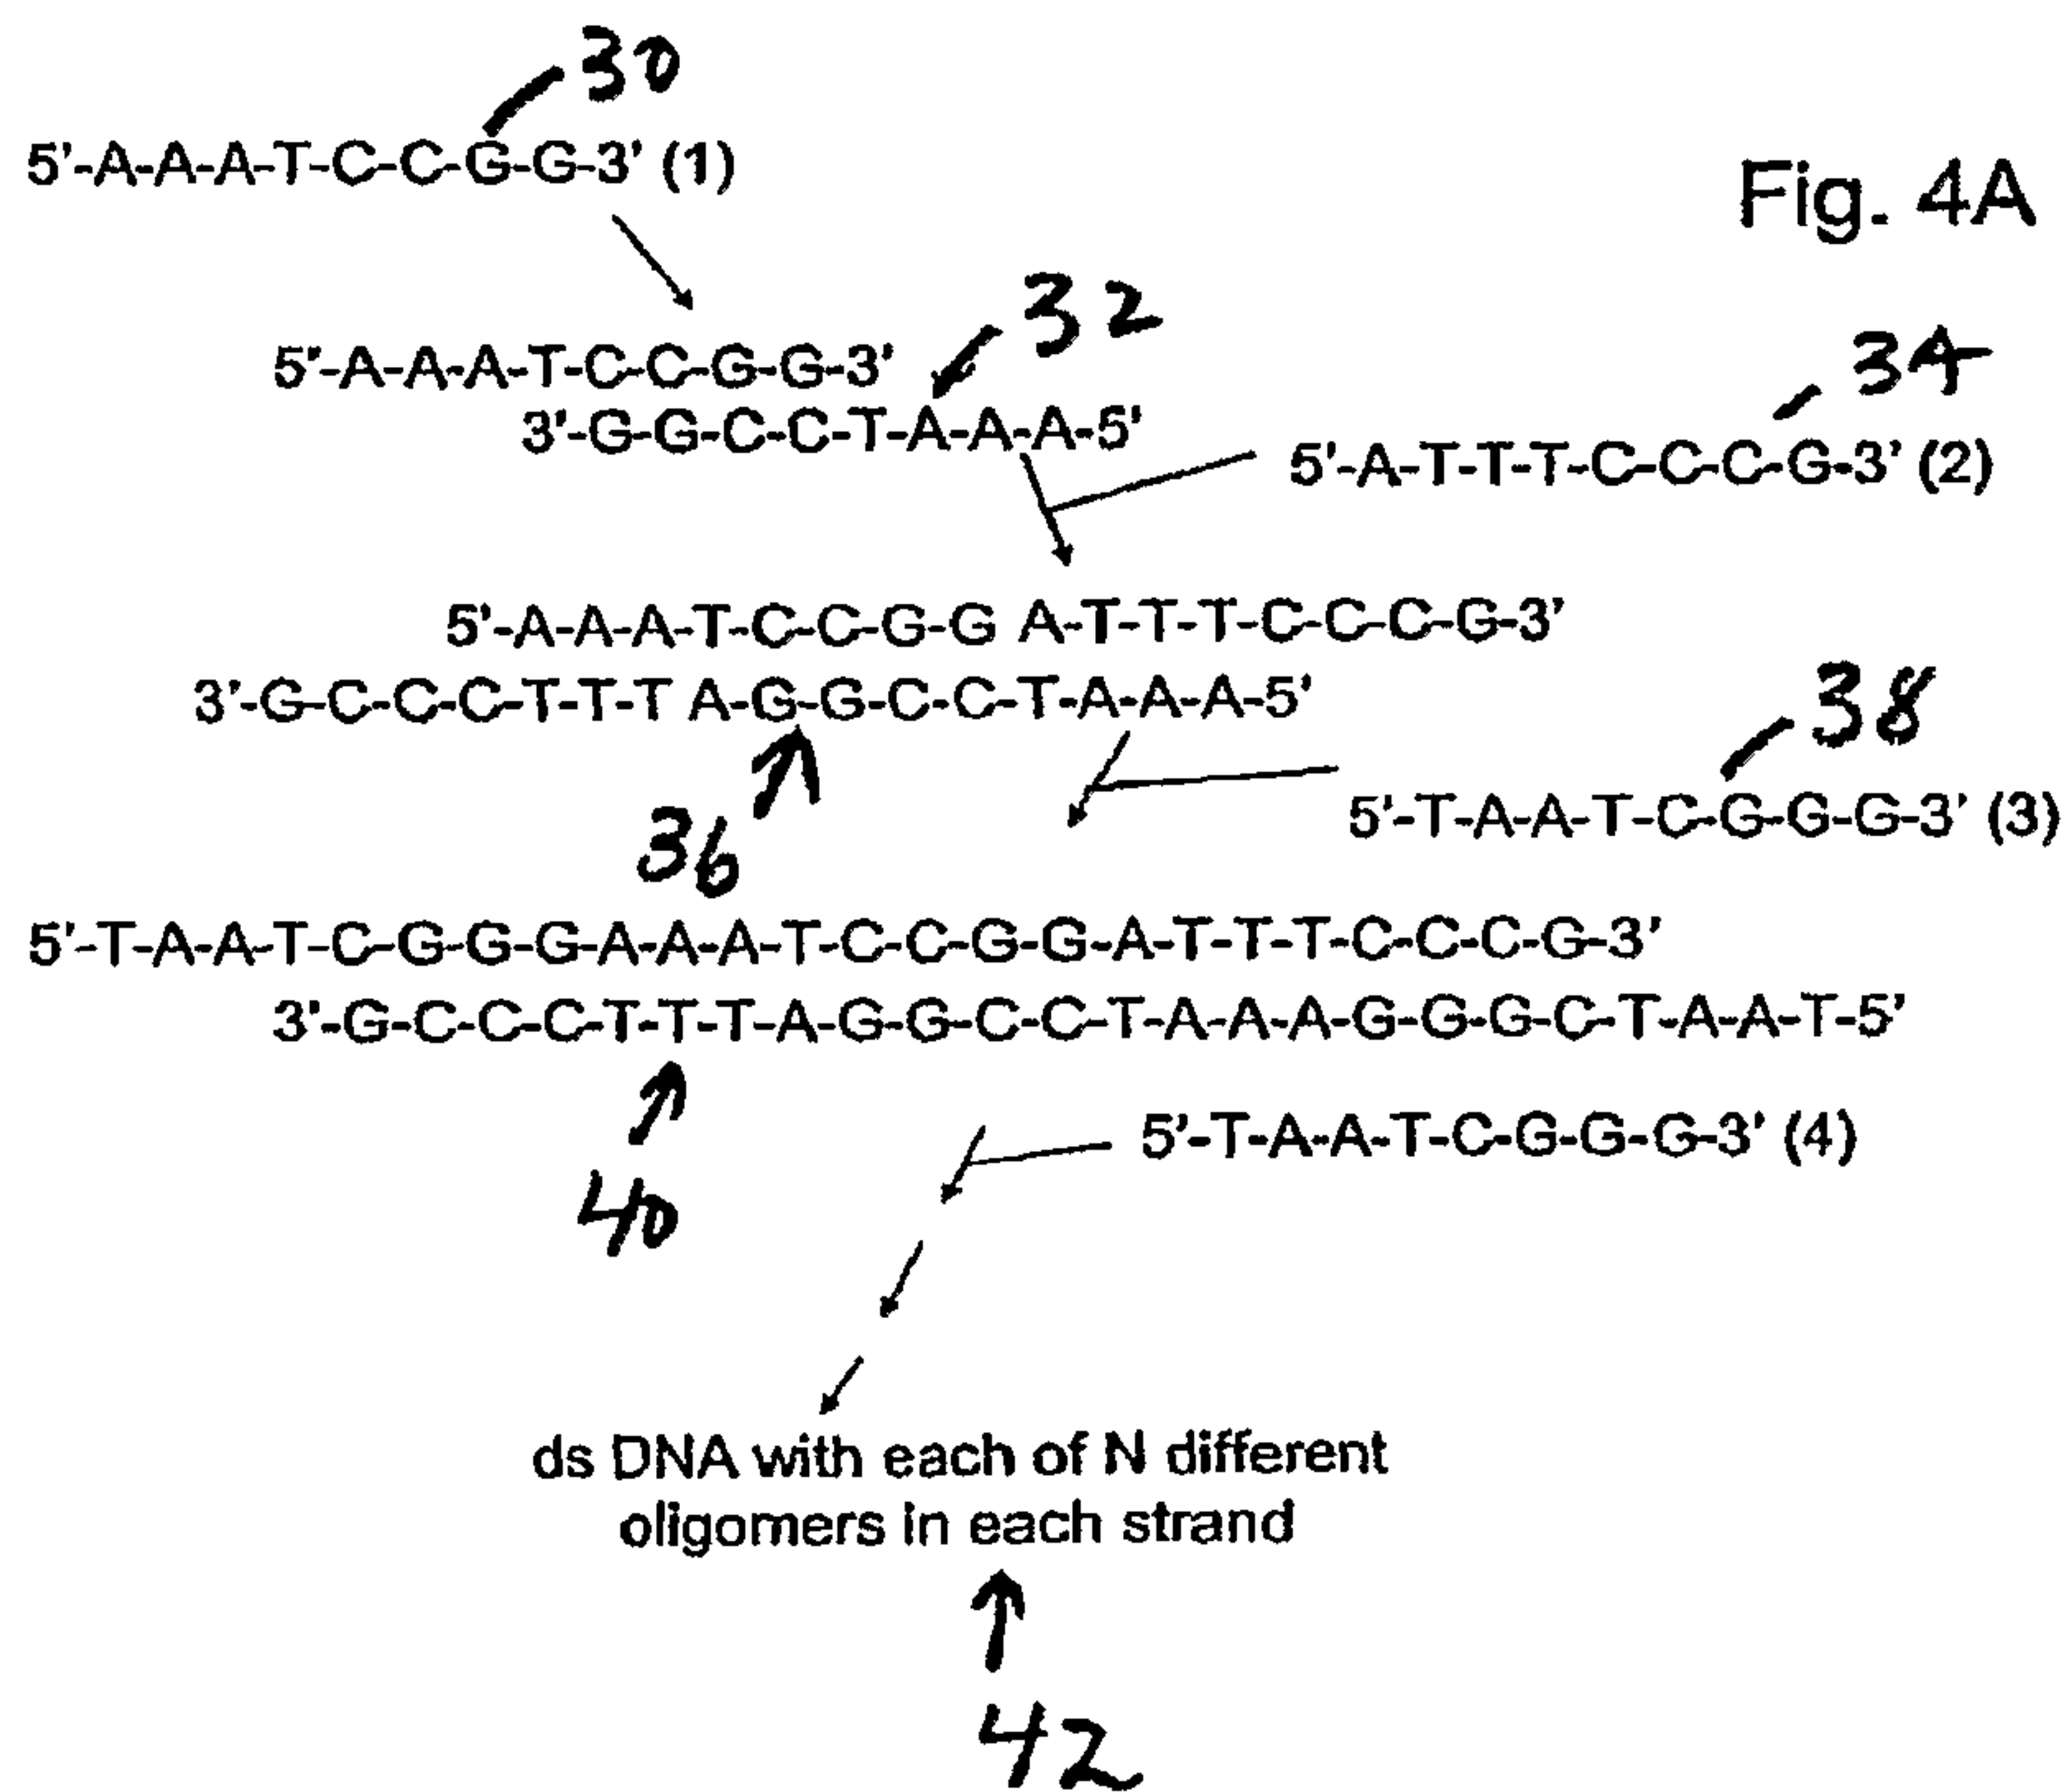 30
5'-A-A-A-T-C-C-G-G-3' (1)
Fig. 4A
32
5'-A-A-A-T-C-C-G-G-3'
34
3'-G-G-C-C-T-A-A-A-5'
5'-A-T-T-T-C-C-C-G-3' (2)
5'-A-A-A-T-C-C-G-G A-T-T-T-C-C-C-G-3'
3'-G-C-C-C-T-T-T A-G-G-C-C-T-A-A-A-5'
38
36
5'-T-A-A-T-C-G-G-G-3' (3)
5'-T-A-A-T-C-G-G-G-A-A-A-T-C-C-G-G-A-T-T-T-C-C-C-G-3'
3'-G-C-C-C-T-T-T-A-G-G-C-C-T-A-A-A-G-G-G-C-T-A-A-T-5'
40
5'-T-A-A-T-C-G-G-G-3' (4)
ds DNA with each of N different
oligomers in each strand
42